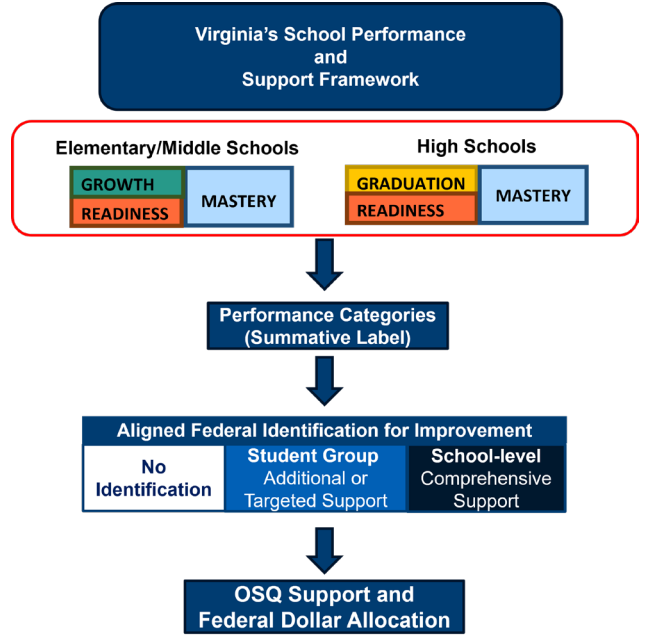 Virginia's School Performance
and
Support Framework
Elementary/Middle Schools
GROWTH
READINESS
MASTERY
High Schools
GRADUATION
READINESS
MASTERY
Performance Categories
(Summative Label)
Aligned Federal Identification for Improvement
No
Identification
Student Group
Additional or
Targeted Support
School-level
Comprehensive
Support
OSQ Support and
Federal Dollar Allocation